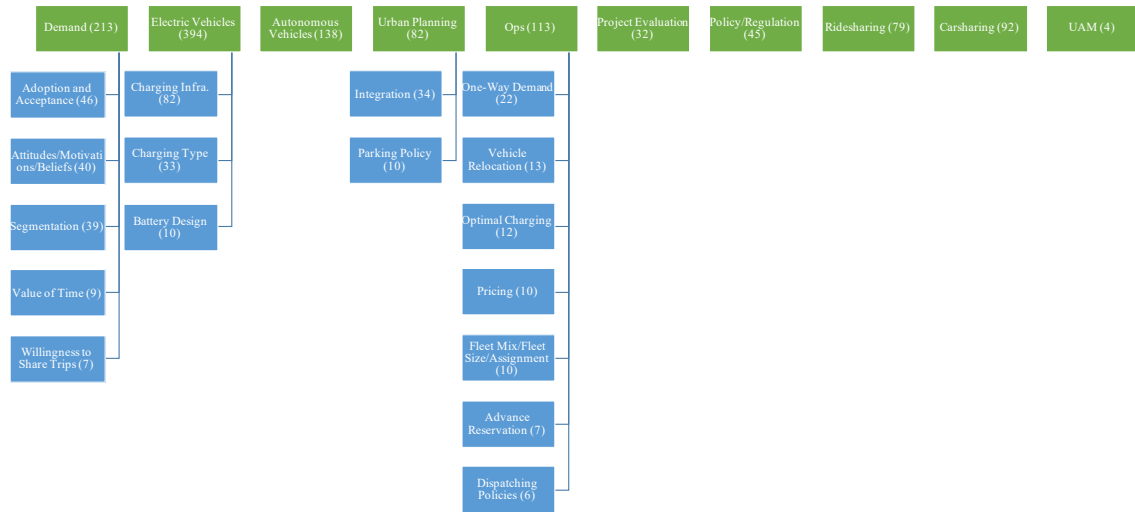 Demand (213)
Electric Vehicles
(394)
Autonomous
Vehicles (138)
Urban Planning
(82)
Ops (113)
Project Evaluation
(32)
Policy/Regulation
(45)
Ridesharing (79)
Carsharing (92)
UAM (4)
Adoption and
Acceptance (46)
Attitudes/Motivati
ons/Beliefs (40)
Segmentation (39)
Value of Time (9)
Willingness to
Share Trips (7)
Charging Infra.
(82)
Charging Type
(33)
Battery Design
(10)
Integration (34)
Parking Policy
(10)
One-Way Demand
(22)
Vehicle
Relocation (13)
Optimal Charging
(12)
Pricing (10)
Fleet Mix/Fleet
Size/Assignment
(10)
Advance
Reservation (7)
Dispatching
Policies (6)